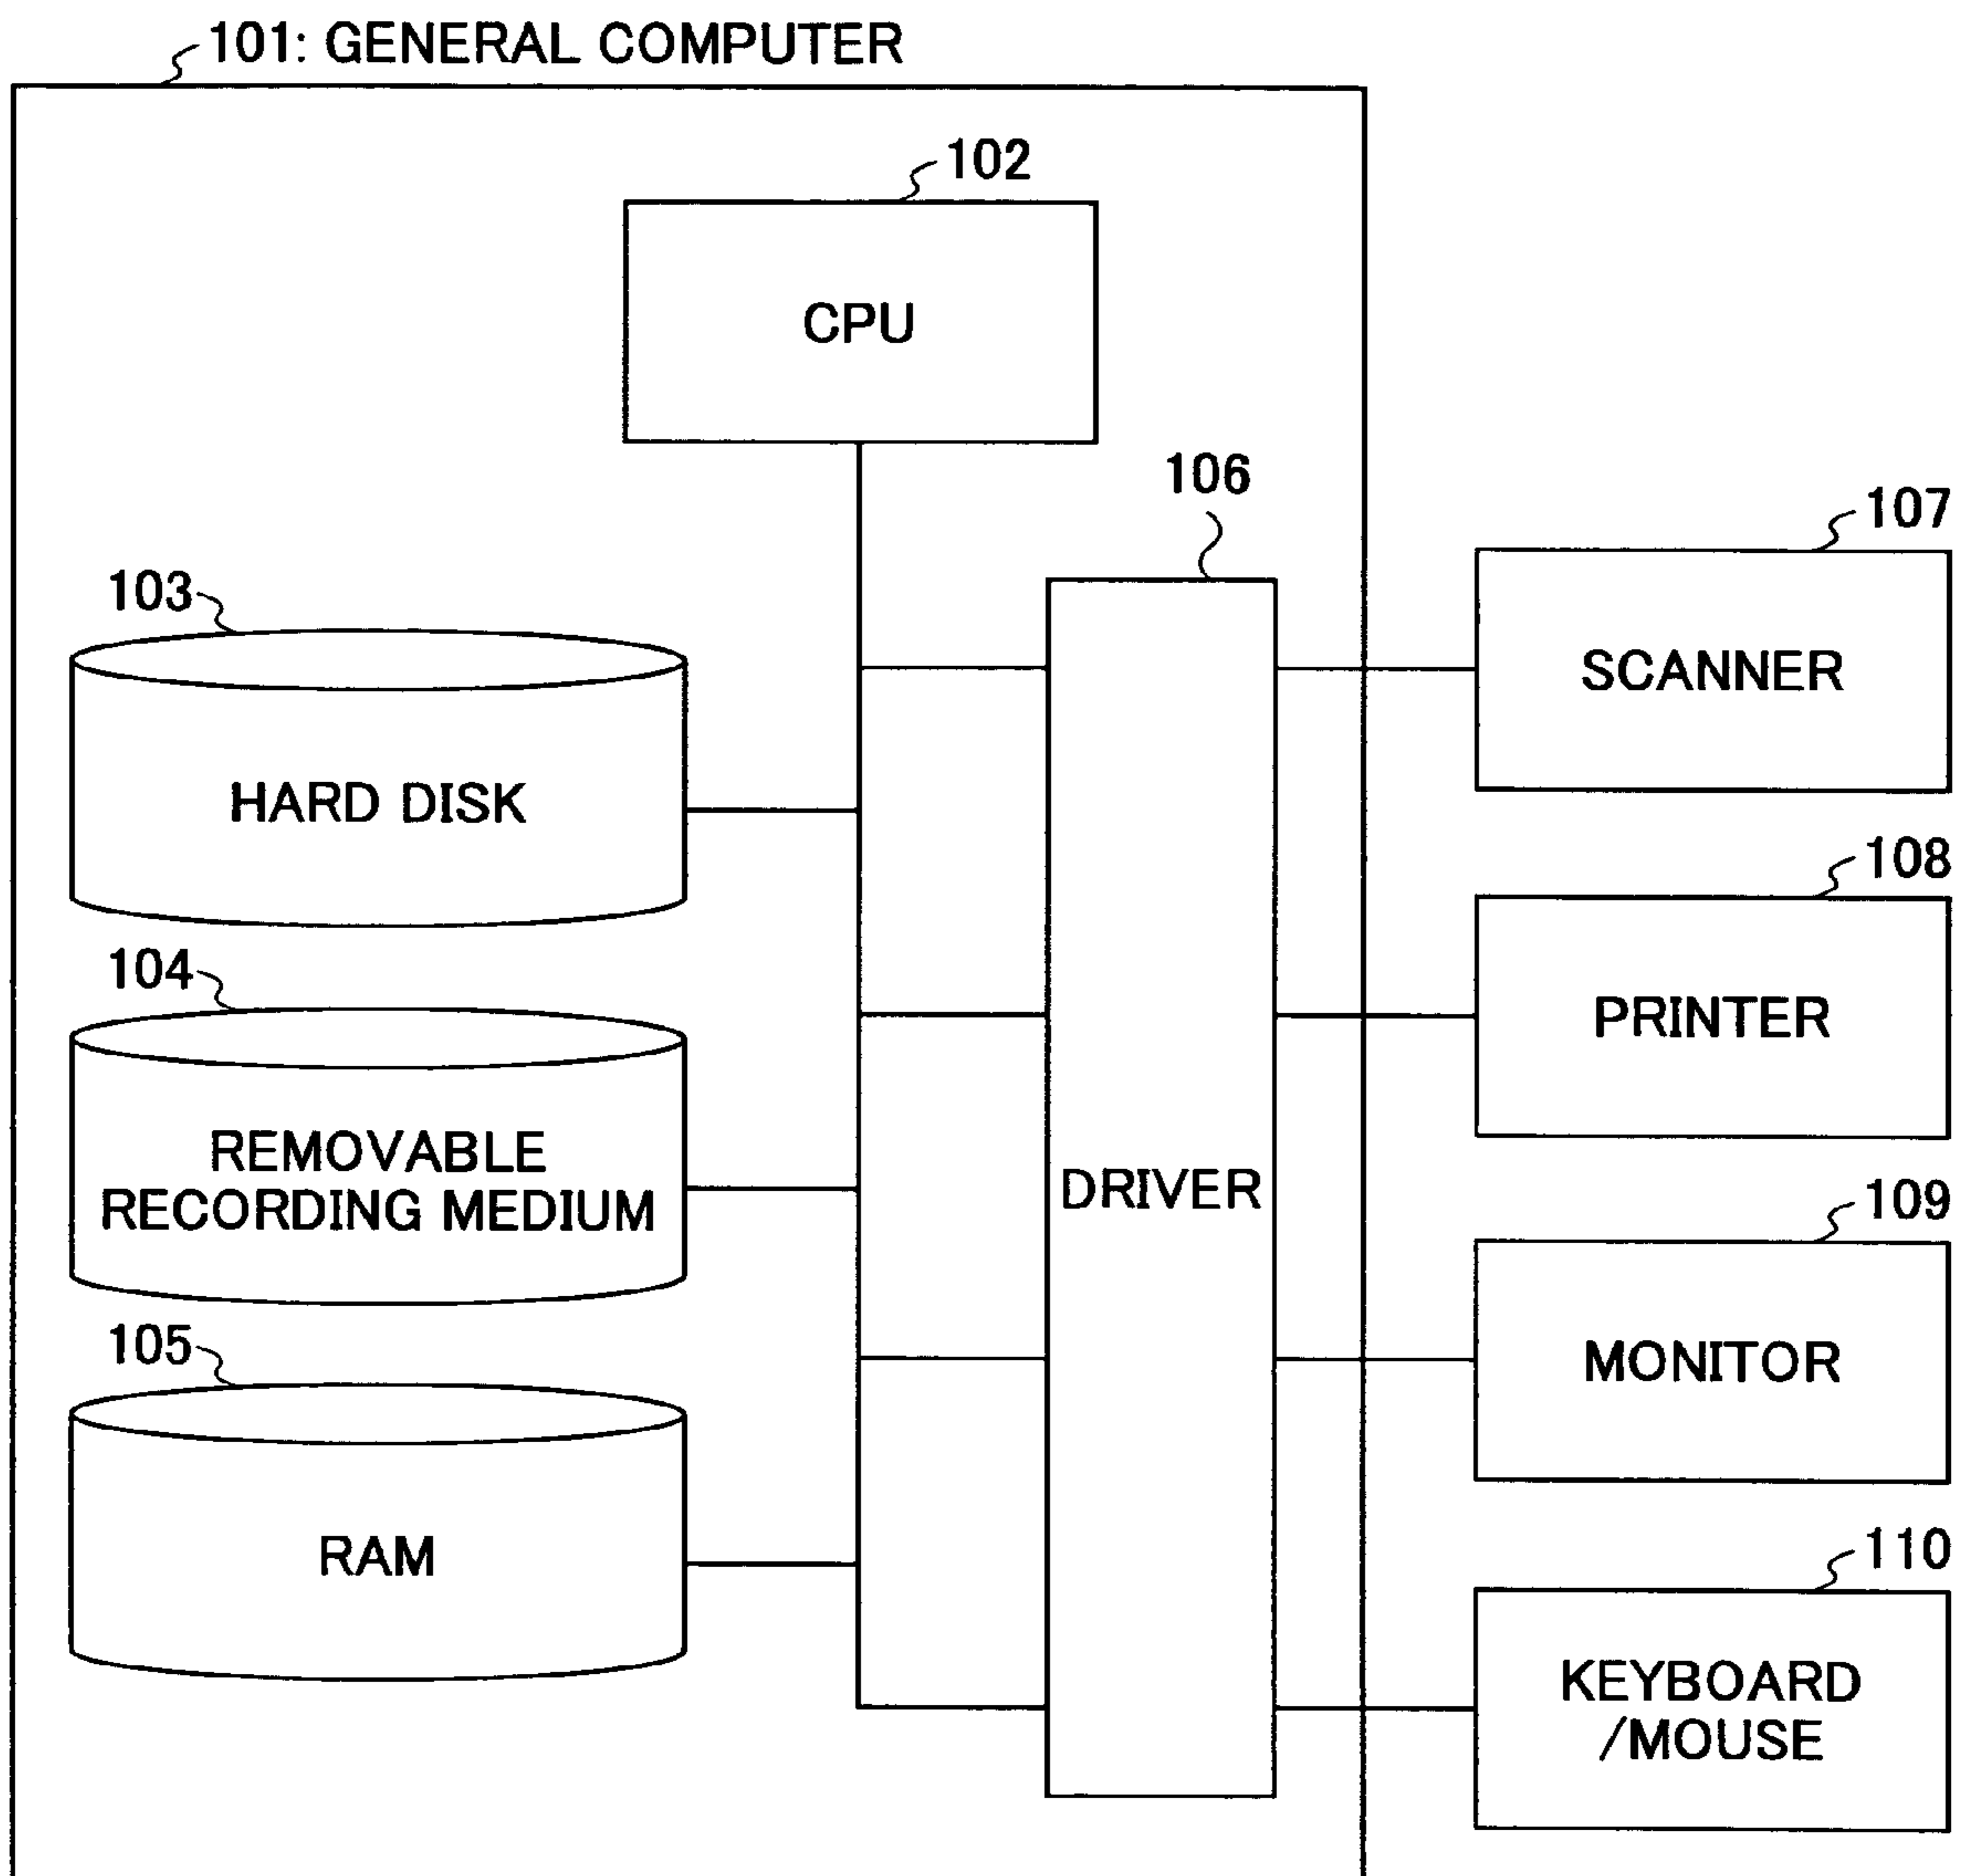 101: GENERAL COMPUTER
102
CPU
106
107
SCANNER
103
HARD DISK
108
PRINTER
104
REMOVABLE
RECORDING MEDIUM
DRIVER
109
MONITOR
105
RAM
110
KEYBOARD
/MOUSE